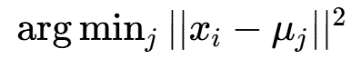 arg min_j ||x_i − μ_j||^2